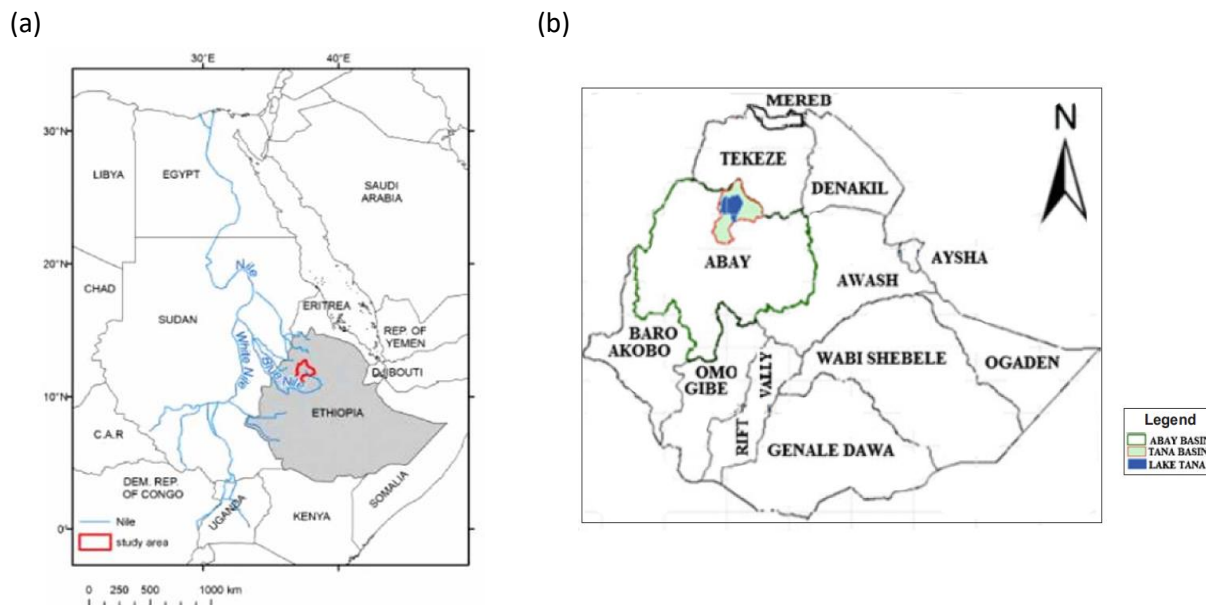 (a)
(b)
30°E
40°E
30°N
20°N
10°N
0°
LIBYA
EGYPT
SAUDI
ARABIA
Nile
CHAD
SUDAN
ERITREA
REP. OF
YEMEN
White Nile
Blue Nile
DJIBOUTI
ETHIOPIA
C.A.R
DEM. REP.
OF CONGO
UGANDA
KENYA
SOMALIA
Nile
study area
0 250 500 1000 km
MEREB
TEKEZE
DENAKIL
N
ABAY
AYSHA
AWASH
BARO
AKOBO
WABI SHEBELE
OGADEN
OMO
GIBE
RIFT
VALLY
GENALE DAWA
Legend
ABAY BASIN
TANA BASIN
LAKE TANA